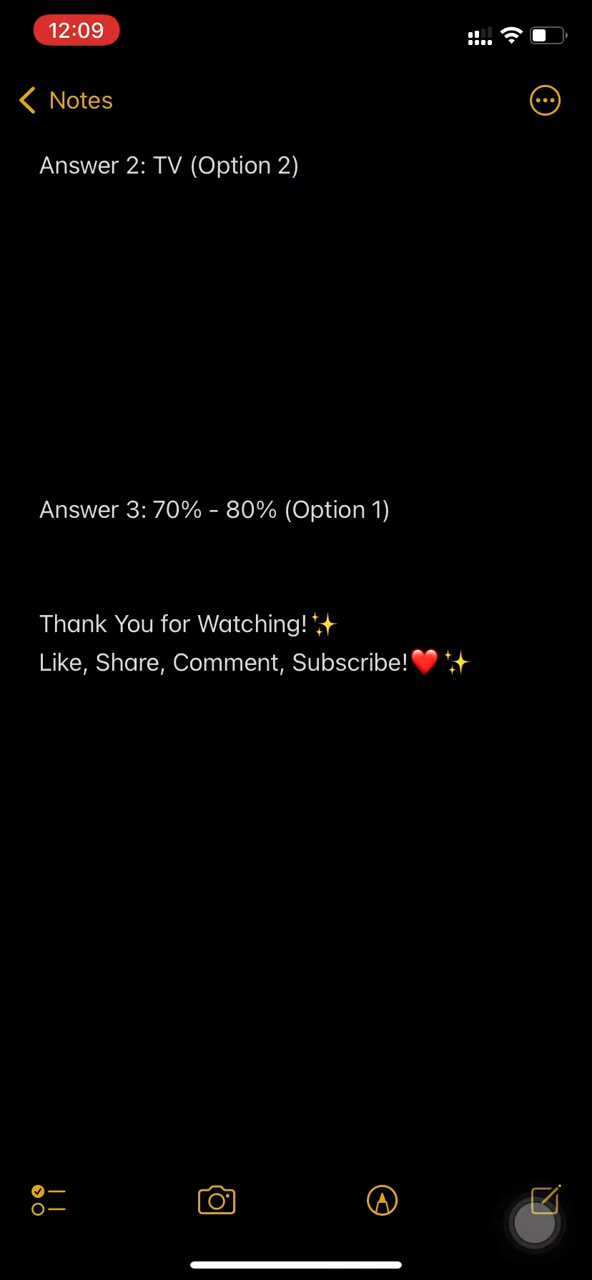 12:09
Notes
Answer 2: TV (Option 2)
Answer 3: 70% - 80% (Option 1)
Thank You for Watching!✨
Like, Share, Comment, Subscribe!❤️✨